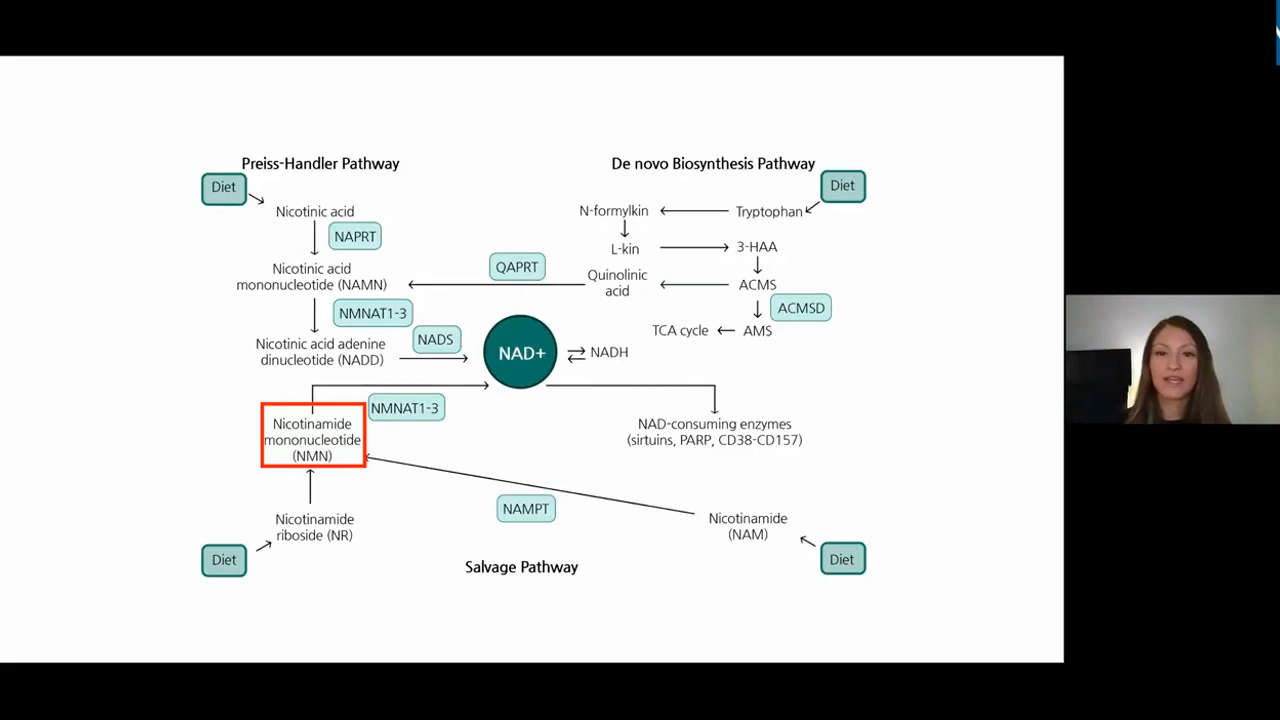 Preiss-Handler Pathway
De novo Biosynthesis Pathway
Diet
Diet
Nicotinic acid
N-formylkin
Tryptophan
NAPRT
L-kin
3-HAA
Nicotinic acid
mononucleotide (NAMN)
QAPRT
Quinolinic
acid
ACMS
NMNAT1-3
ACMSD
Nicotinic acid adenine
dinucleotide (NADD)
NADS
TCA cycle
AMS
NAD+
NADH
NMNAT1-3
Nicotinamide
mononucleotide
(NMN)
NAD-consuming enzymes
(sirtuins, PARP, CD38-CD157)
NAMPT
Nicotinamide
riboside (NR)
Nicotinamide
(NAM)
Diet
Diet
Salvage Pathway